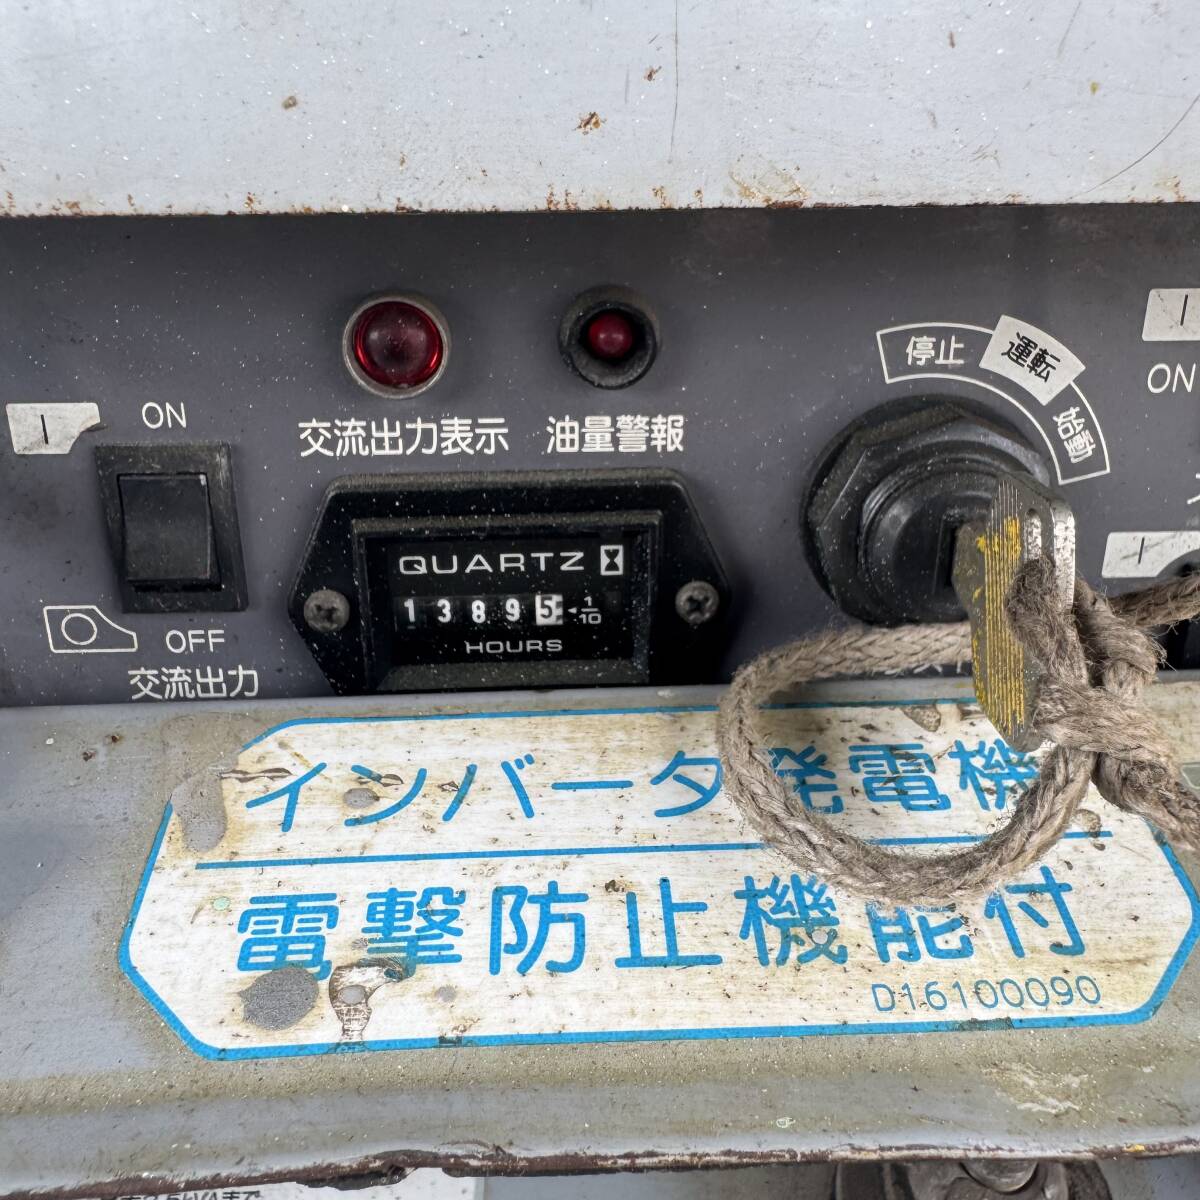 停止
運転
始動
ON
ON
交流出力表示
油量警報
QUARTZ
13895 1/10
HOURS
OFF
交流出力
インバータ発電機
電撃防止機能付
D16100090